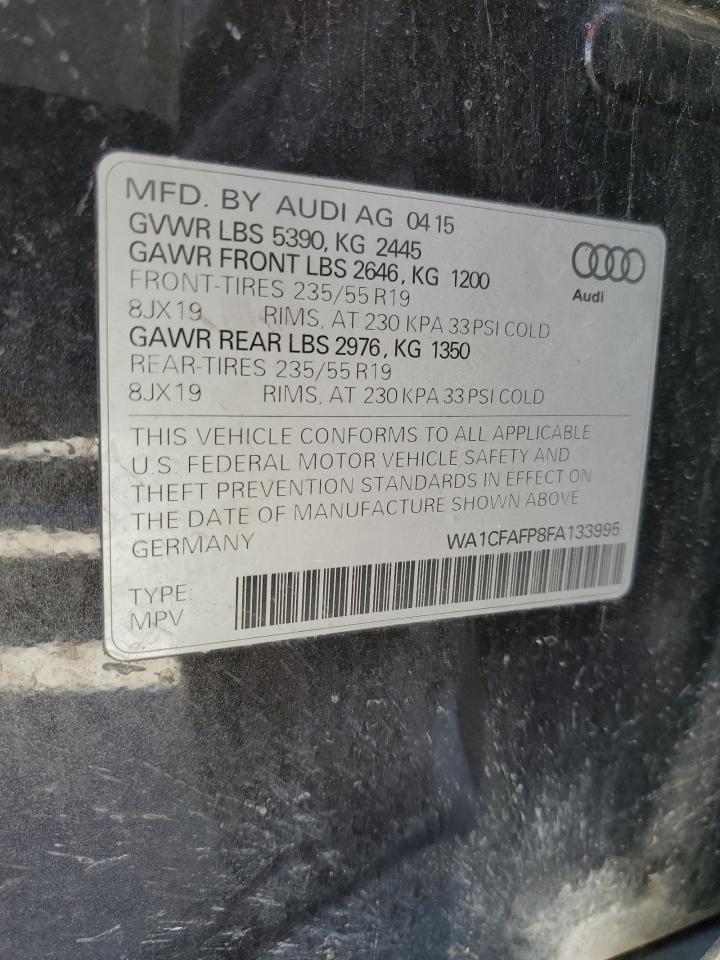 MFD. BY AUDI AG 04 15
GVWR LBS 5390, KG 2445
GAWR FRONT LBS 2646, KG 1200
FRONT-TIRES 235/55 R19
8JX19 RIMS, AT 230 KPA 33 PSI COLD
GAWR REAR LBS 2976, KG 1350
REAR-TIRES 235/55 R19
8JX19 RIMS, AT 230 KPA 33 PSI COLD
Audi
THIS VEHICLE CONFORMS TO ALL APPLICABLE
U.S. FEDERAL MOTOR VEHICLE SAFETY AND
THEFT PREVENTION STANDARDS IN EFFECT ON
THE DATE OF MANUFACTURE SHOWN ABOVE
GERMANY WA1CFAFP8FA133995
TYPE:
MPV